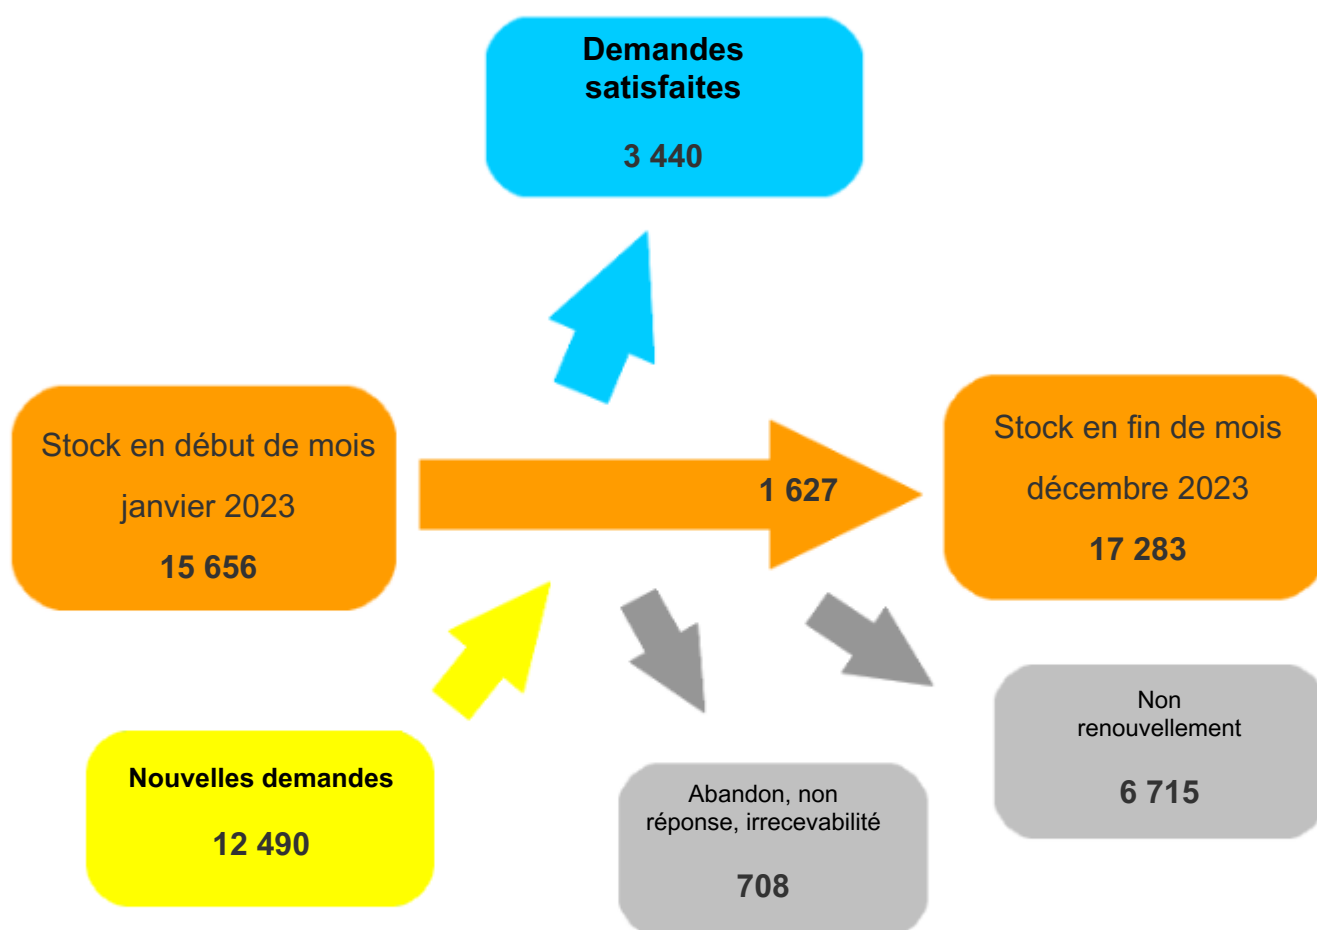 Demandes
satisfaites
3 440
Stock en début de mois
janvier 2023
15 656
1 627
Stock en fin de mois
décembre 2023
17 283
Nouvelles demandes
12 490
Abandon, non
réponse, irrecevabilité
708
Non
renouvellement
6 715